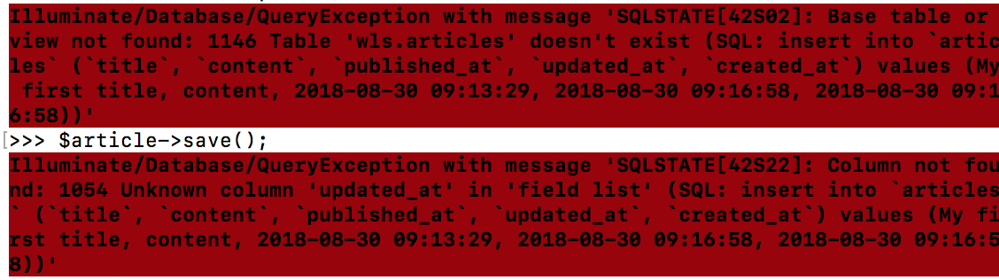 Illuminate/Database/QueryException with message 'SQLSTATE[42S02]: Base table or
view not found: 1146 Table 'wls.articles' doesn't exist (SQL: insert into `artic
les` (`title`, `content`, `published_at`, `updated_at`, `created_at`) values (My
 first title, content, 2018-08-30 09:13:29, 2018-08-30 09:16:58, 2018-08-30 09:1
6:58))'
[>>> $article->save();
Illuminate/Database/QueryException with message 'SQLSTATE[42S22]: Column not fou
nd: 1054 Unknown column 'updated_at' in 'field list' (SQL: insert into `articles
` (`title`, `content`, `published_at`, `updated_at`, `created_at`) values (My fi
rst title, content, 2018-08-30 09:13:29, 2018-08-30 09:16:58, 2018-08-30 09:16:5
8))'